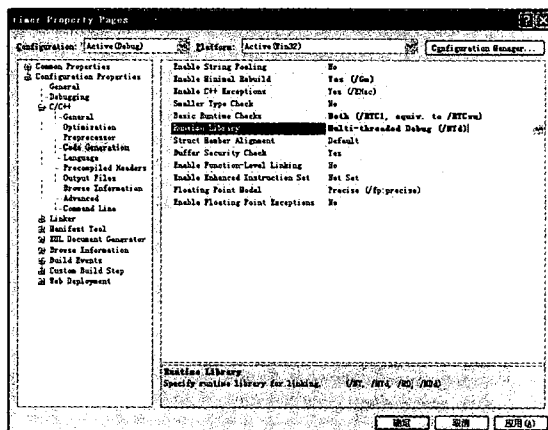 timer Property Pages
Configuration: Active(Debug) Platform: Active(Win32) Configuration Manager...
Common Properties
Configuration Properties
General
Debugging
C/C++
General
Optimization
Preprocessor
Code Generation
Language
Precompiled Headers
Output Files
Browse Information
Advanced
Command Line
Linker
Manifest Tool
XML Document Generator
Browse Information
Build Events
Custom Build Step
Web Deployment
Enable String Pooling No
Enable Minimal Rebuild Yes (/Gm)
Enable C++ Exceptions Yes (/EHsc)
Smaller Type Check No
Basic Runtime Checks Both (/RTC1, equiv. to /RTCsu)
Runtime Library Multi-threaded Debug (/MTd)
Struct Member Alignment Default
Buffer Security Check Yes
Enable Function-Level Linking No
Enable Enhanced Instruction Set Not Set
Floating Point Model Precise (/fp:precise)
Enable Floating Point Exceptions No
Runtime Library
Specify runtime library for linking. (/MT, /MTd, /MD, /MDd)
确定 取消 应用(A)